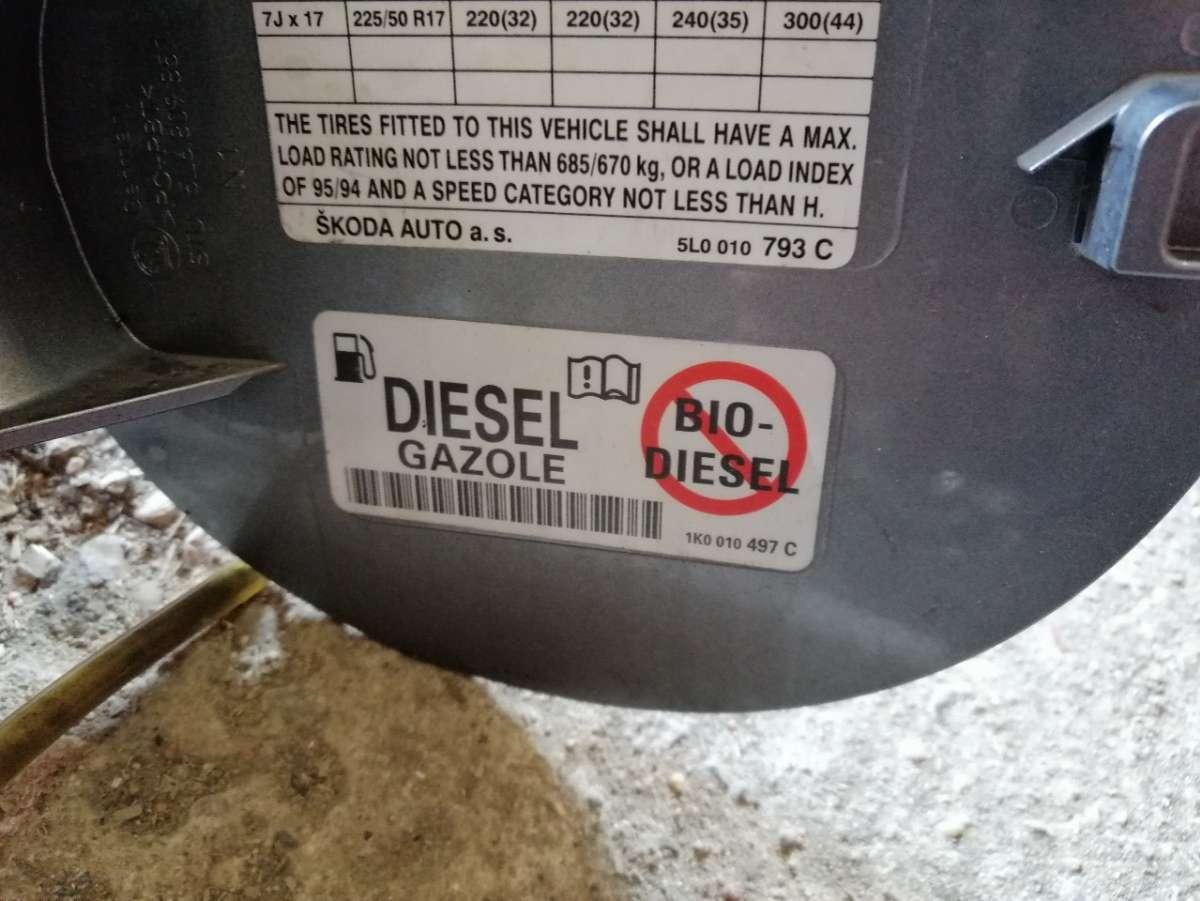 7J x 17 225/50 R17 220(32) 220(32) 240(35) 300(44)
THE TIRES FITTED TO THIS VEHICLE SHALL HAVE A MAX.
LOAD RATING NOT LESS THAN 685/670 kg, OR A LOAD INDEX
OF 95/94 AND A SPEED CATEGORY NOT LESS THAN H.
ŠKODA AUTO a. s. 5L0 010 793 C
DIESEL
GAZOLE
BIO-
DIESEL
1K0 010 497 C